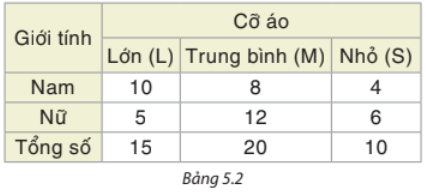 Giới tính
Cỡ áo
Lớn (L) Trung bình (M) Nhỏ (S)
Nam 10 8 4
Nữ 5 12 6
Tổng số 15 20 10
Bảng 5.2